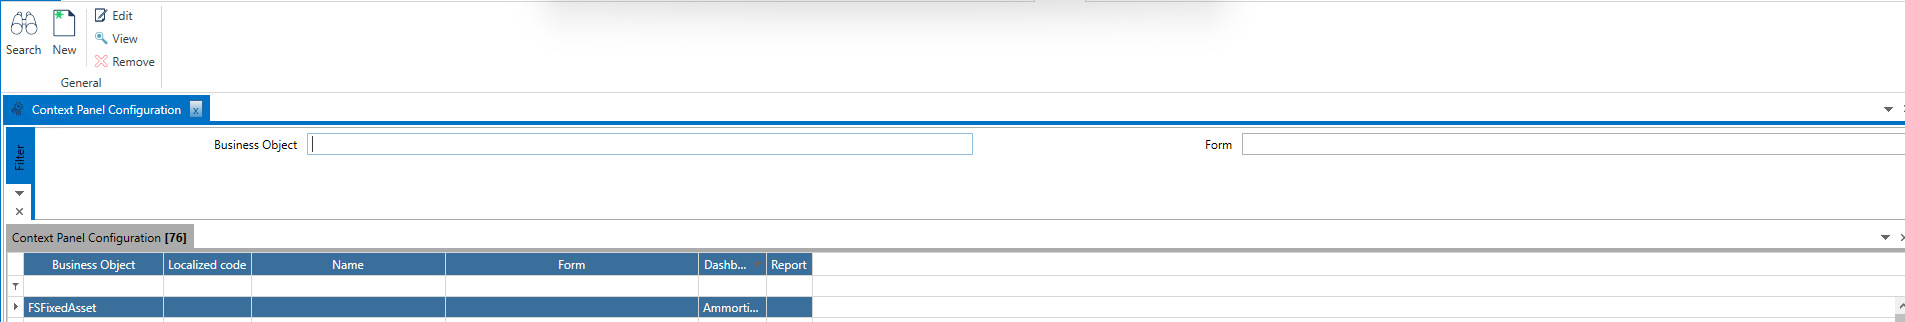 Search New Edit
View
Remove
General
Context Panel Configuration x
Filter
Business Object Form
Context Panel Configuration [76]
Business Object Localized code Name Form Dashb... Report
FSFixedAsset Ammorti...